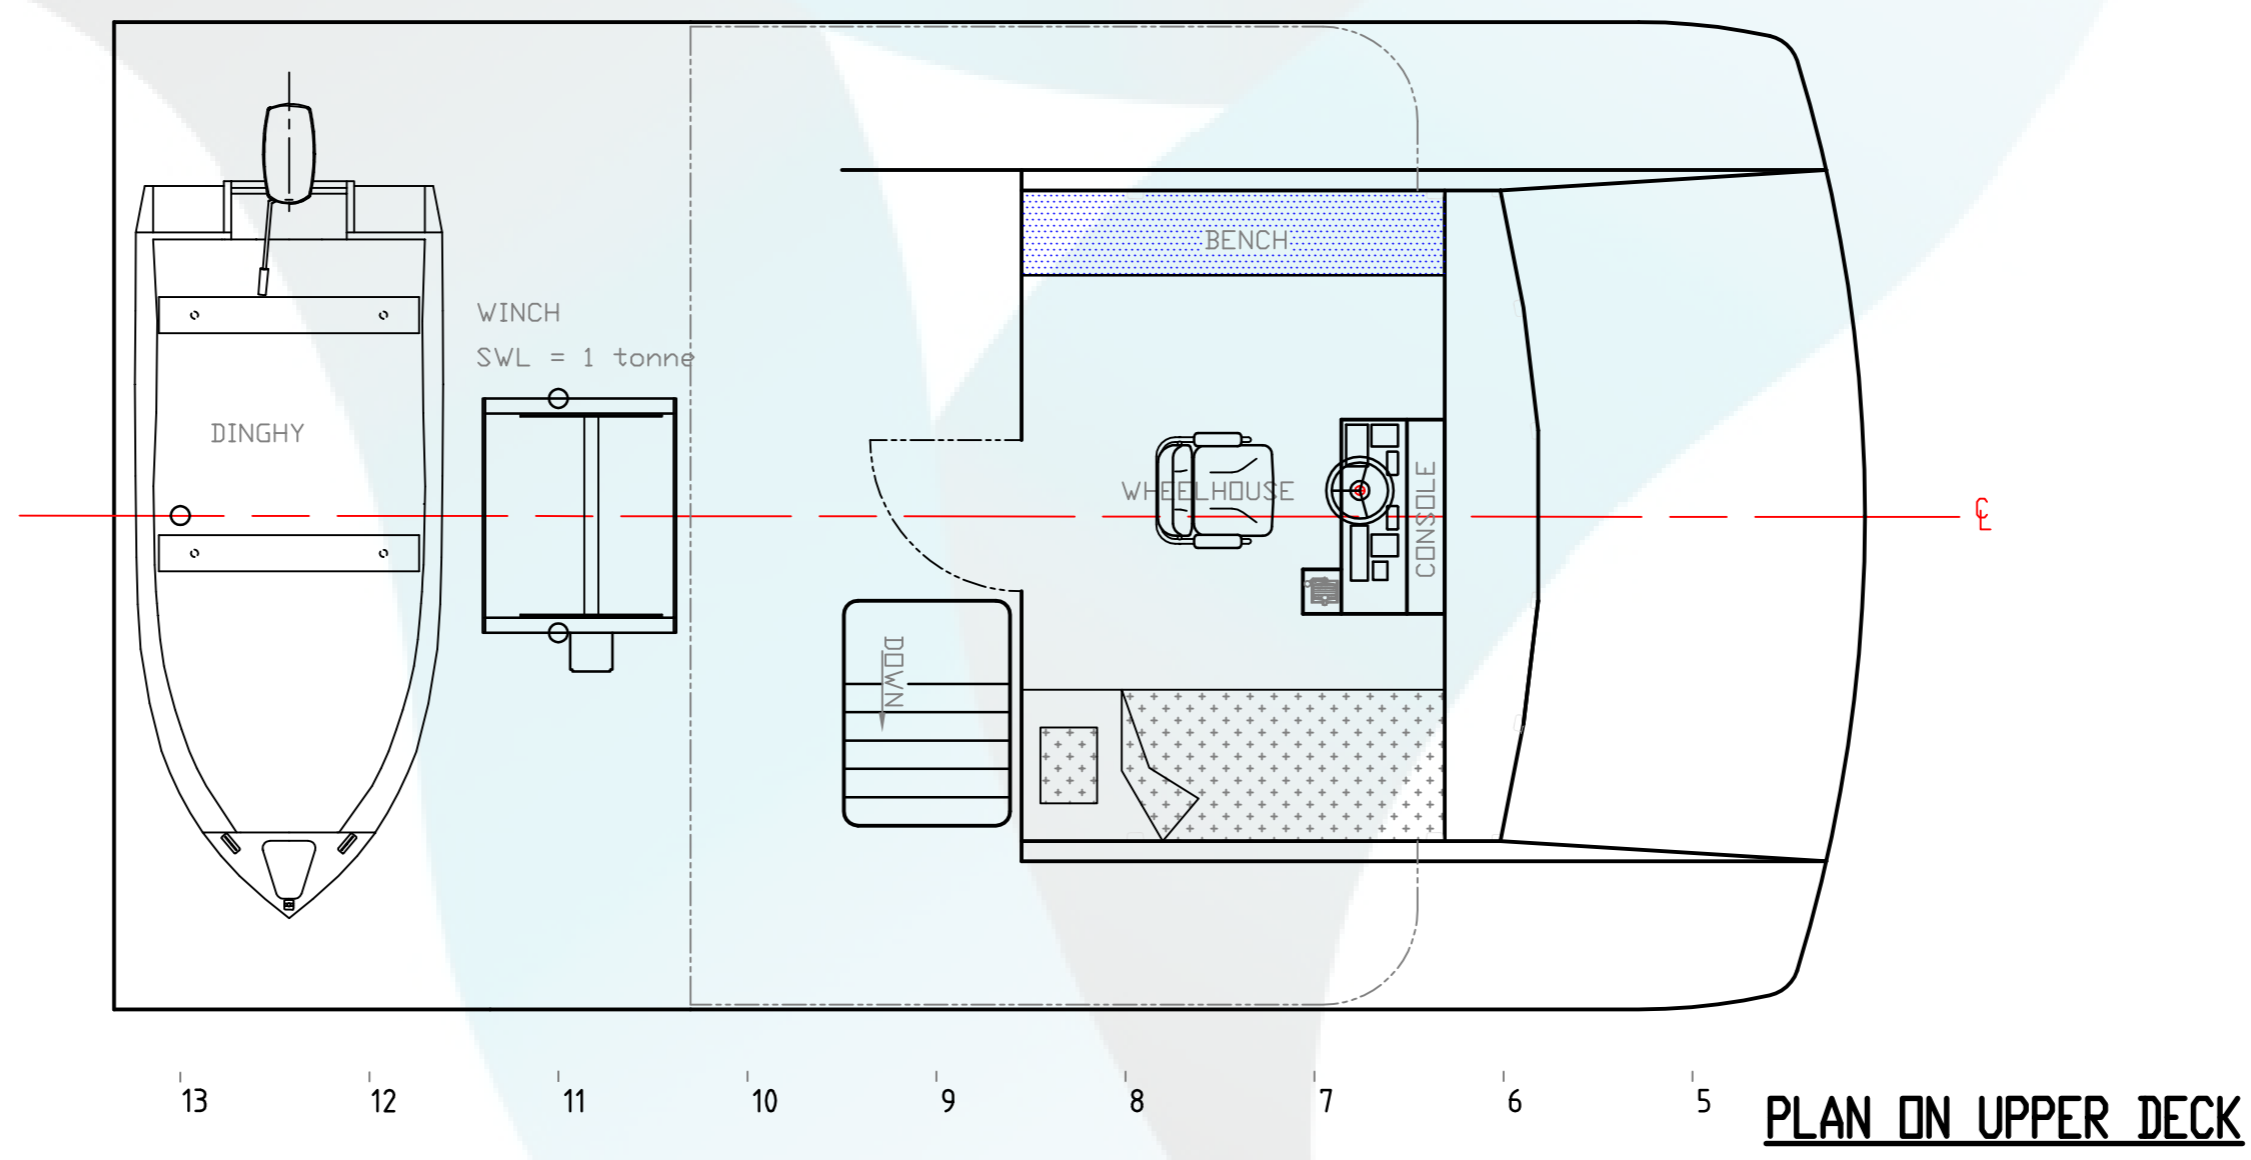 BENCH
WINCH
SWL = 1 tonne
DINGHY
WHEELHOUSE
CONSOLE
℄
DOWN
13 12 11 10 9 8 7 6 5
PLAN ON UPPER DECK